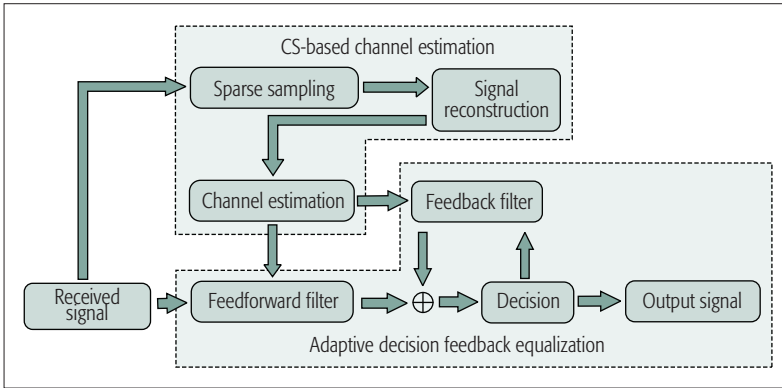 CS-based channel estimation
Sparse sampling
Signal
reconstruction
Channel estimation
Feedback filter
Received
signal
Feedforward filter
Decision
Output signal
Adaptive decision feedback equalization